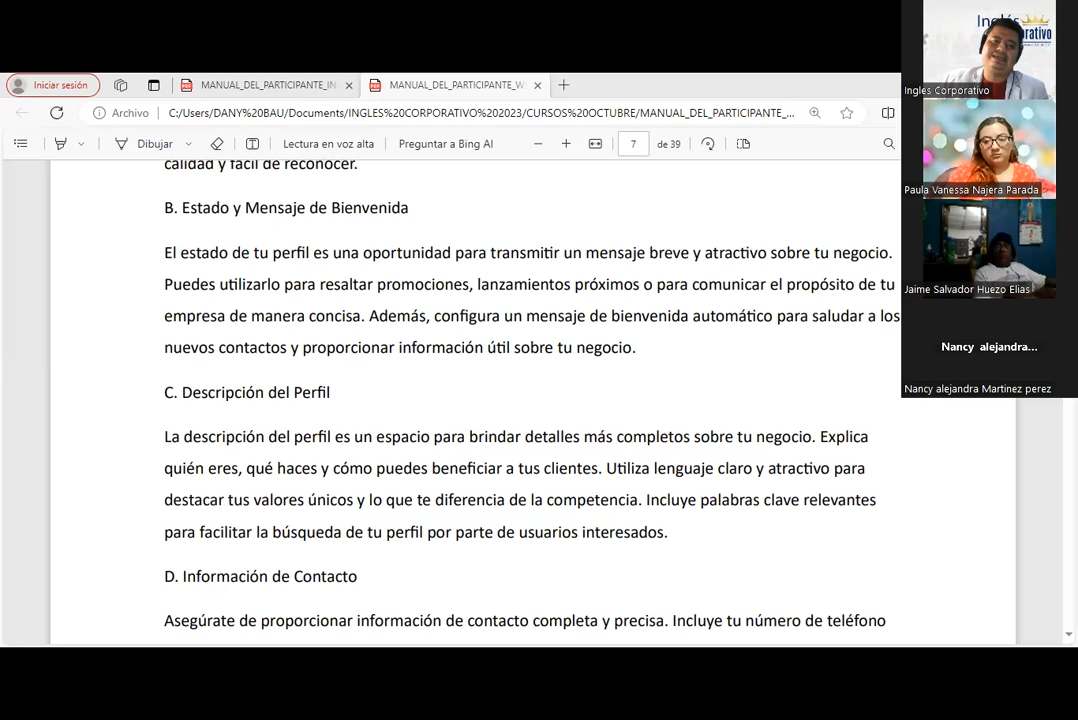 Iniciar sesión
MANUAL_DEL_PARTICIPANTE_IN
MANUAL_DEL_PARTICIPANTE_W
Archivo
C:/Users/DANY%20BAU/Documents/INGLES%20CORPORATIVO%202023/CURSOS%20OCTUBRE/MANUAL_DEL_PARTICIPANTE_...
Dibujar
Lectura en voz alta
Preguntar a Bing AI
7
de 39
calidad y fácil de reconocer.
B. Estado y Mensaje de Bienvenida
El estado de tu perfil es una oportunidad para transmitir un mensaje breve y atractivo sobre tu negocio.
Puedes utilizarlo para resaltar promociones, lanzamientos próximos o para comunicar el propósito de tu
empresa de manera concisa. Además, configura un mensaje de bienvenida automático para saludar a los
nuevos contactos y proporcionar información útil sobre tu negocio.
C. Descripción del Perfil
La descripción del perfil es un espacio para brindar detalles más completos sobre tu negocio. Explica
quién eres, qué haces y cómo puedes beneficiar a tus clientes. Utiliza lenguaje claro y atractivo para
destacar tus valores únicos y lo que te diferencia de la competencia. Incluye palabras clave relevantes
para facilitar la búsqueda de tu perfil por parte de usuarios interesados.
D. Información de Contacto
Asegúrate de proporcionar información de contacto completa y precisa. Incluye tu número de teléfono
Ingles Corporativo
Paula Vanessa Najera Parada
Jaime Salvador Huezo Elias
Nancy alejandra...
Nancy alejandra Martinez perez